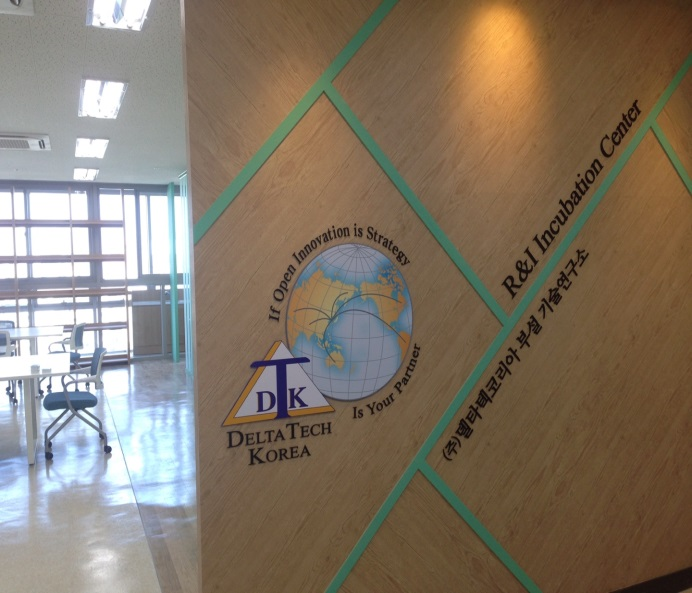 If Open Innovation is Strategy
Is Your Partner
DTK
DELTATECH
KOREA
R&I Incubation Center
(주)델타텍코리아 부설 기술연구소